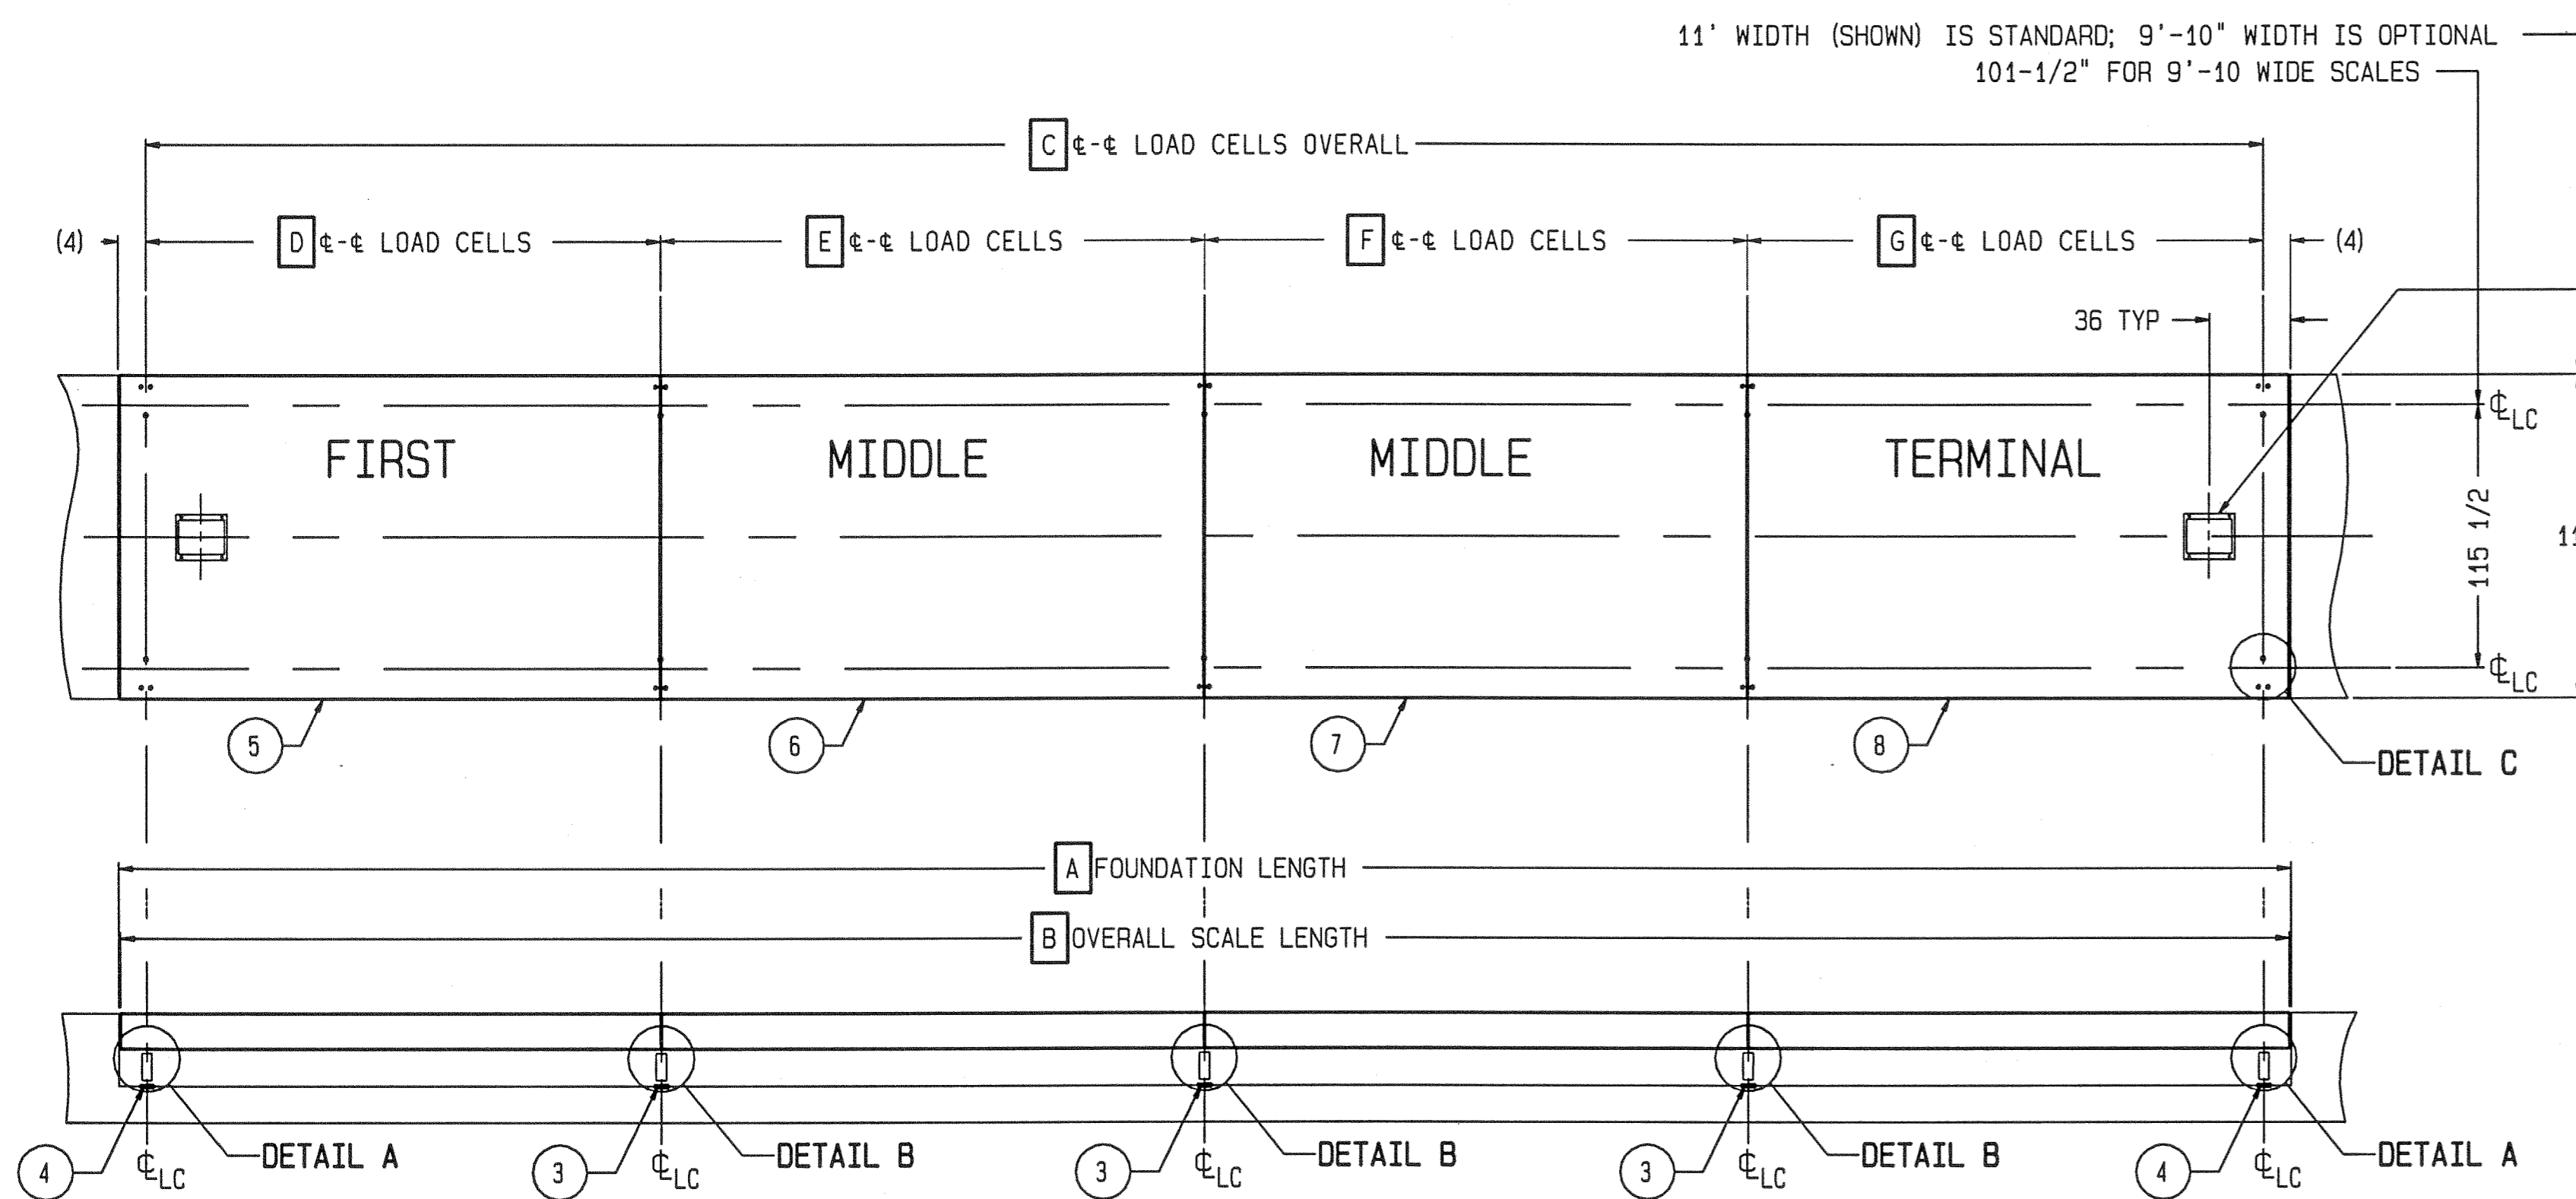 11' WIDTH (SHOWN) IS STANDARD; 9'-10" WIDTH IS OPTIONAL
101-1/2" FOR 9'-10 WIDE SCALES
C ℄-℄ LOAD CELLS OVERALL
(4) D ℄-℄ LOAD CELLS E ℄-℄ LOAD CELLS F ℄-℄ LOAD CELLS G ℄-℄ LOAD CELLS (4)
36 TYP
℄LC
FIRST MIDDLE MIDDLE TERMINAL
115 1/2
11
℄LC
5 6 7 8
DETAIL C
A FOUNDATION LENGTH
B OVERALL SCALE LENGTH
4 ℄LC DETAIL A 3 ℄LC DETAIL B 3 ℄LC DETAIL B 3 ℄LC DETAIL B 4 ℄LC DETAIL A